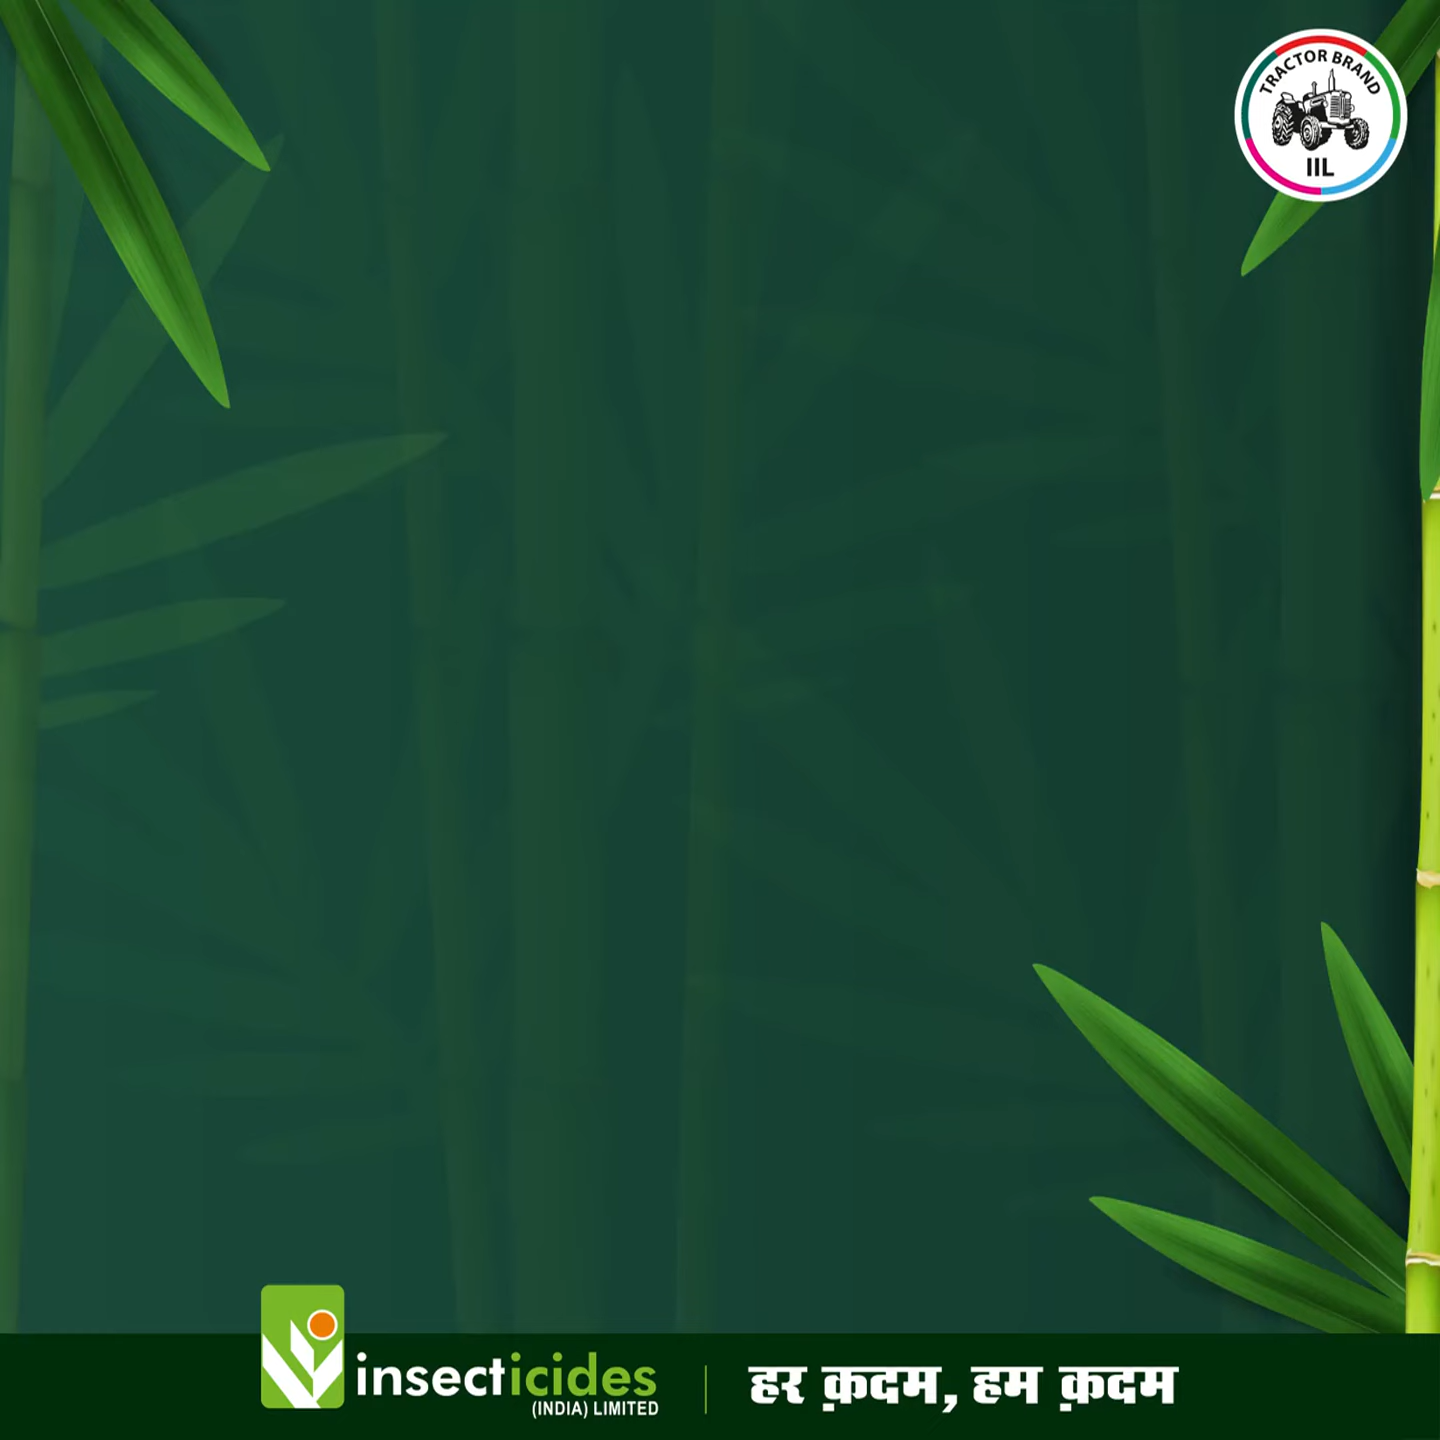 TRACTOR BRAND
IIL
insecticides
(INDIA) LIMITED
हर क़दम, हम क़दम